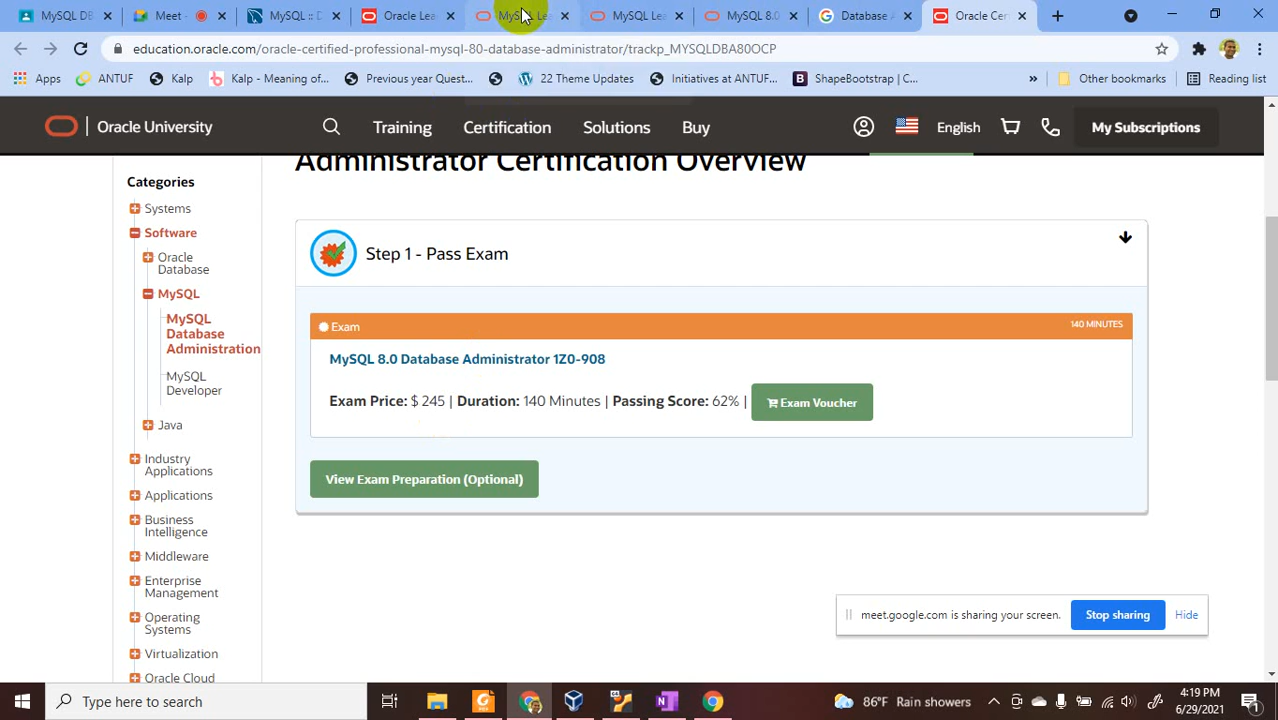 MySQL DB
Meet -
MySQL :: D
Oracle Lea
MySQL Lea
MySQL Lea
MySQL 8.0
Database A
Oracle Cer
education.oracle.com/oracle-certified-professional-mysql-80-database-administrator/trackp_MYSQLDBA80OCP
Apps
ANTUF
Kalp
Kalp - Meaning of...
Previous year Quest...
22 Theme Updates
Initiatives at ANTUF...
ShapeBootstrap | C...
»
Other bookmarks
Reading list
Oracle University
Training
Certification
Solutions
Buy
English
My Subscriptions
Administrator Certification Overview
Categories
Systems
Software
Oracle
Database
MySQL
MySQL
Database
Administration
MySQL
Developer
Java
Industry
Applications
Applications
Business
Intelligence
Middleware
Enterprise
Management
Operating
Systems
Virtualization
Oracle Cloud
Step 1 - Pass Exam
Exam
140 MINUTES
MySQL 8.0 Database Administrator 1Z0-908
Exam Price: $ 245 | Duration: 140 Minutes | Passing Score: 62% |
Exam Voucher
View Exam Preparation (Optional)
meet.google.com is sharing your screen.
Stop sharing
Hide
Type here to search
86°F Rain showers
4:19 PM
6/29/2021
1